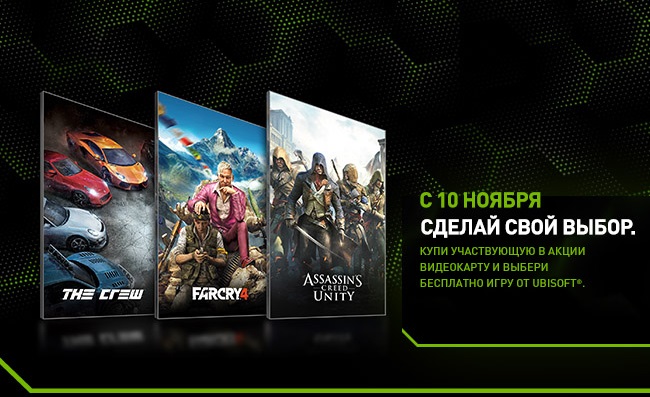 THE CREW
FARCRY4
ASSASSIN'S
CREED
UNITY
С 10 НОЯБРЯ
СДЕЛАЙ СВОЙ ВЫБОР.
КУПИ УЧАСТВУЮЩУЮ В АКЦИИ
ВИДЕОКАРТУ И ВЫБЕРИ
БЕСПЛАТНО ИГРУ ОТ UBISOFT®.